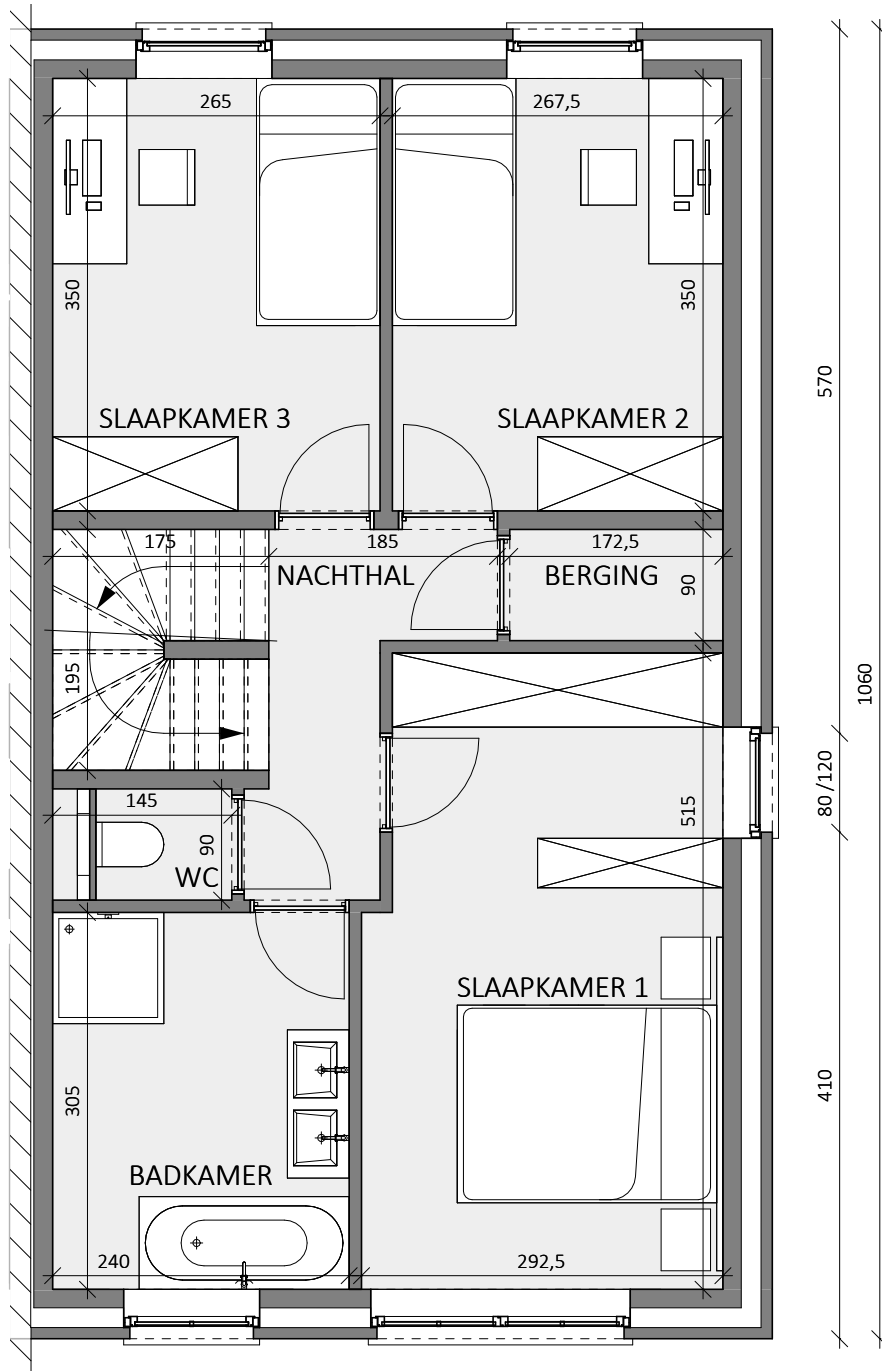 265
267,5
350
350
570
SLAAPKAMER 3
SLAAPKAMER 2
175
185
172,5
NACHTHAL
BERGING
90
195
1060
80 /120
145
515
90
WC
SLAAPKAMER 1
305
410
BADKAMER
240
292,5